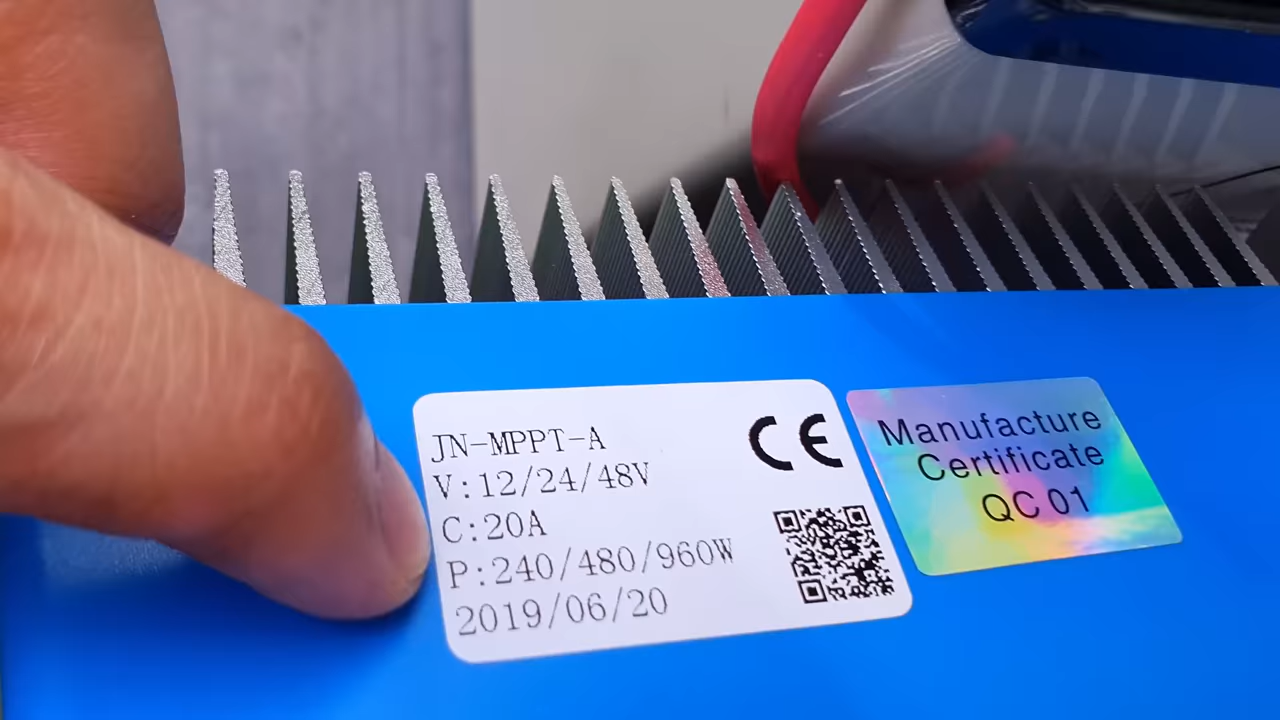 JN-MPPT-A
V:12/24/48V
C:20A
P:240/480/960W
2019/06/20
CE
Manufacture
Certificate
QC 01